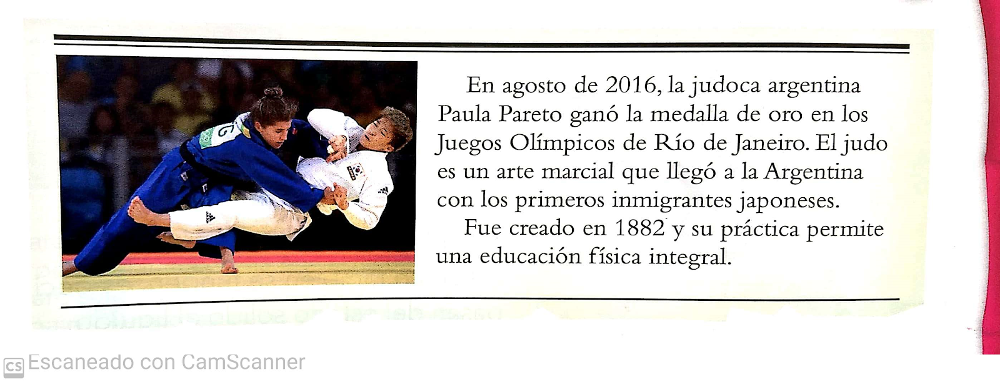 En agosto de 2016, la judoca argentina
Paula Pareto ganó la medalla de oro en los
Juegos Olímpicos de Río de Janeiro. El judo
es un arte marcial que llegó a la Argentina
con los primeros inmigrantes japoneses.
Fue creado en 1882 y su práctica permite
una educación física integral.
CS Escaneado con CamScanner